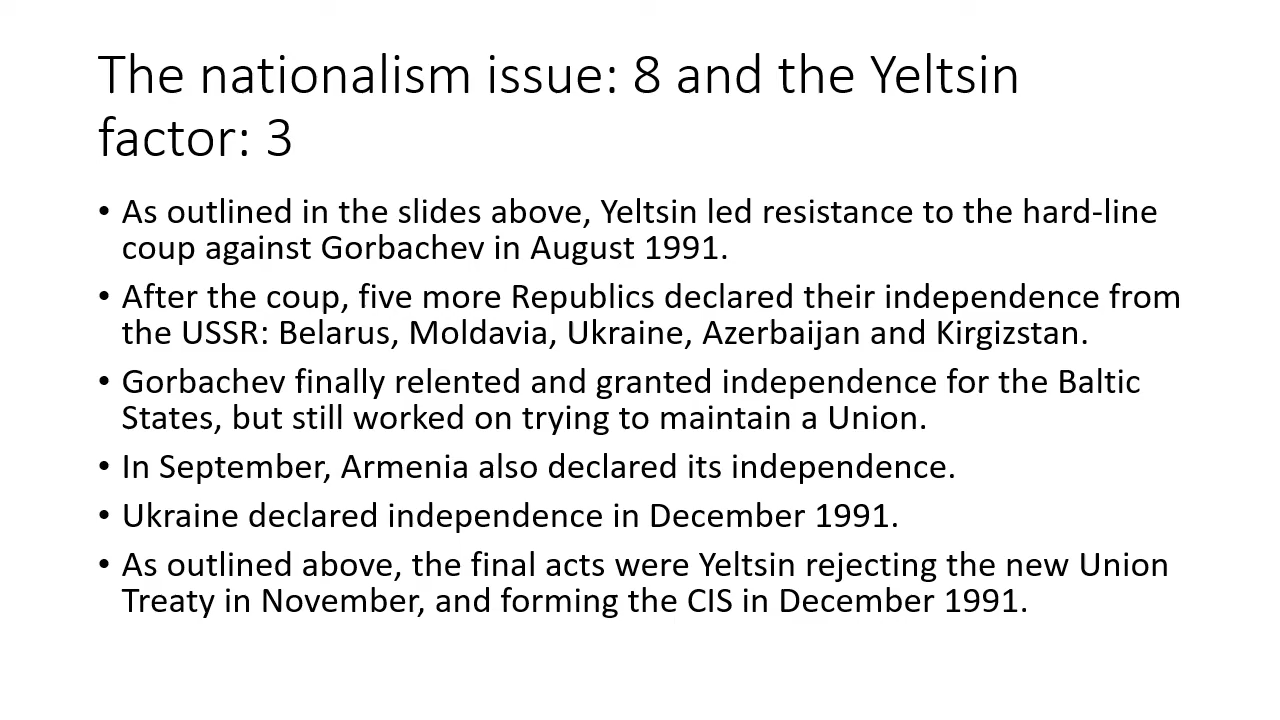 The nationalism issue: 8 and the Yeltsin
factor: 3
• As outlined in the slides above, Yeltsin led resistance to the hard-line
coup against Gorbachev in August 1991.
• After the coup, five more Republics declared their independence from
the USSR: Belarus, Moldavia, Ukraine, Azerbaijan and Kirgizstan.
• Gorbachev finally relented and granted independence for the Baltic
States, but still worked on trying to maintain a Union.
• In September, Armenia also declared its independence.
• Ukraine declared independence in December 1991.
• As outlined above, the final acts were Yeltsin rejecting the new Union
Treaty in November, and forming the CIS in December 1991.